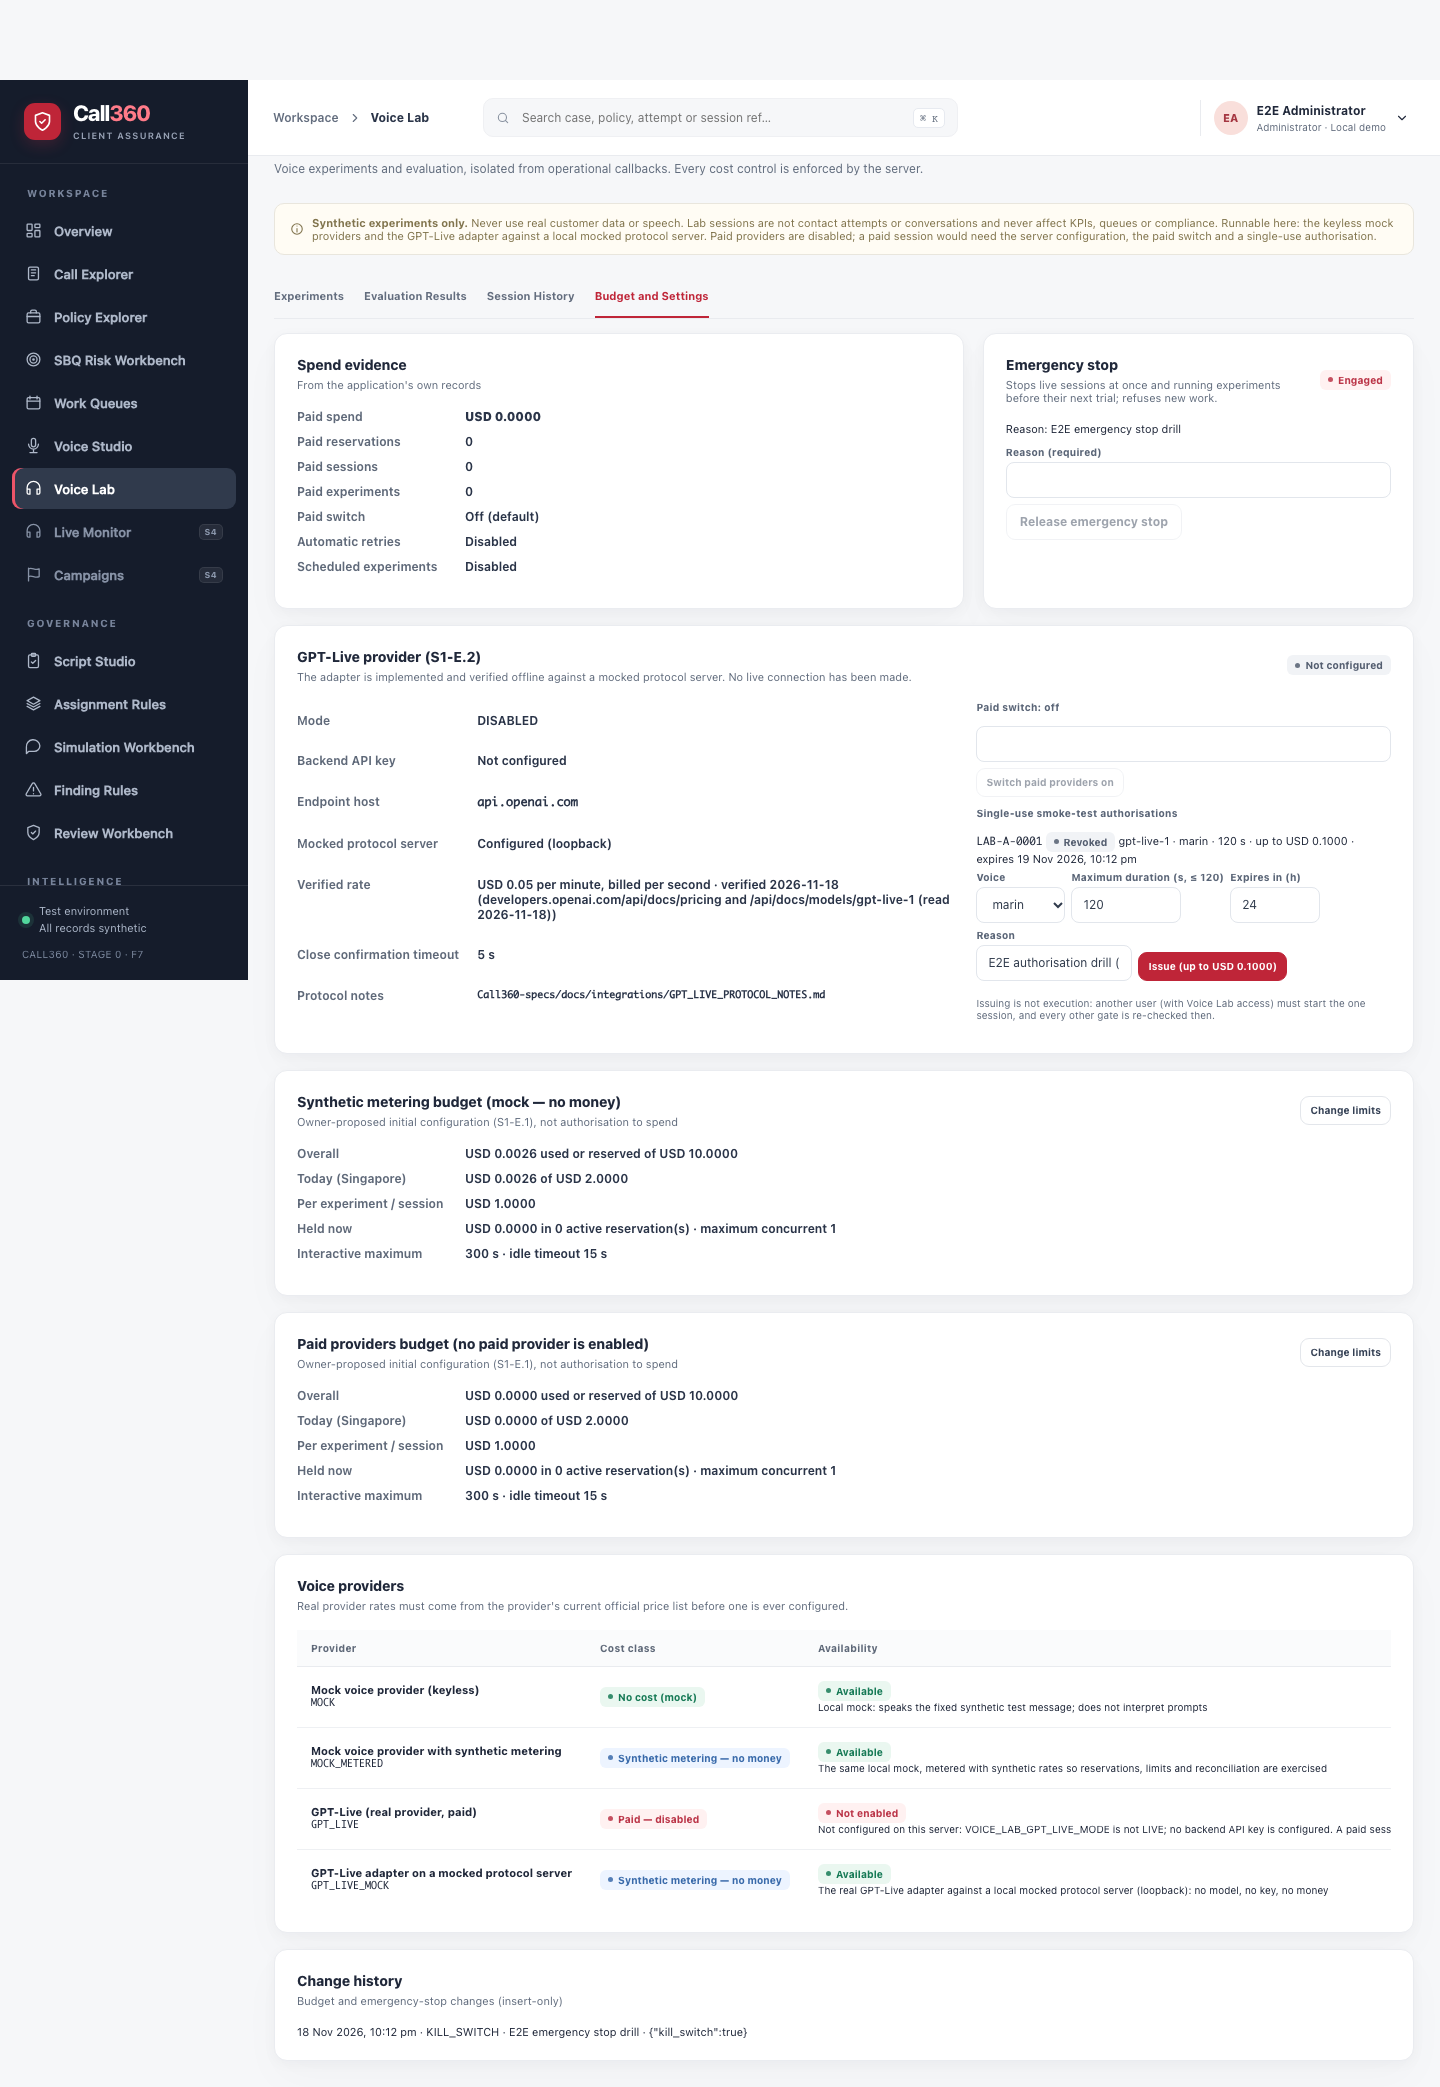 Call360
CLIENT ASSURANCE
WORKSPACE
Overview
Call Explorer
Policy Explorer
SBQ Risk Workbench
Work Queues
Voice Studio
Voice Lab
Live Monitor S4
Campaigns S4
GOVERNANCE
Script Studio
Assignment Rules
Simulation Workbench
Finding Rules
Review Workbench
INTELLIGENCE
Test environment
All records synthetic
CALL360 · STAGE 0 · F7
Workspace > Voice Lab
Search case, policy, attempt or session ref... ⌘ K
EA
E2E Administrator
Administrator · Local demo
Voice experiments and evaluation, isolated from operational callbacks. Every cost control is enforced by the server.
Synthetic experiments only. Never use real customer data or speech. Lab sessions are not contact attempts or conversations and never affect KPIs, queues or compliance. Runnable here: the keyless mock
providers and the GPT-Live adapter against a local mocked protocol server. Paid providers are disabled; a paid session would need the server configuration, the paid switch and a single-use authorisation.
Experiments Evaluation Results Session History Budget and Settings
Spend evidence
From the application's own records
Paid spend USD 0.0000
Paid reservations 0
Paid sessions 0
Paid experiments 0
Paid switch Off (default)
Automatic retries Disabled
Scheduled experiments Disabled
Emergency stop
Stops live sessions at once and running experiments
before their next trial; refuses new work.
Engaged
Reason: E2E emergency stop drill
Reason (required)
Release emergency stop
GPT-Live provider (S1-E.2)
The adapter is implemented and verified offline against a mocked protocol server. No live connection has been made.
Not configured
Mode DISABLED
Backend API key Not configured
Endpoint host api.openai.com
Mocked protocol server Configured (loopback)
Verified rate USD 0.05 per minute, billed per second · verified 2026-11-18
(developers.openai.com/api/docs/pricing and /api/docs/models/gpt-live-1 (read
2026-11-18))
Close confirmation timeout 5 s
Protocol notes Call360-specs/docs/integrations/GPT_LIVE_PROTOCOL_NOTES.md
Paid switch: off
Switch paid providers on
Single-use smoke-test authorisations
LAB-A-0001 Revoked gpt-live-1 · marin · 120 s · up to USD 0.1000 ·
expires 19 Nov 2026, 10:12 pm
Voice Maximum duration (s, ≤ 120) Expires in (h)
marin 120 24
Reason
E2E authorisation drill ( Issue (up to USD 0.1000)
Issuing is not execution: another user (with Voice Lab access) must start the one
session, and every other gate is re-checked then.
Synthetic metering budget (mock — no money)
Owner-proposed initial configuration (S1-E.1), not authorisation to spend
Change limits
Overall USD 0.0026 used or reserved of USD 10.0000
Today (Singapore) USD 0.0026 of USD 2.0000
Per experiment / session USD 1.0000
Held now USD 0.0000 in 0 active reservation(s) · maximum concurrent 1
Interactive maximum 300 s · idle timeout 15 s
Paid providers budget (no paid provider is enabled)
Owner-proposed initial configuration (S1-E.1), not authorisation to spend
Change limits
Overall USD 0.0000 used or reserved of USD 10.0000
Today (Singapore) USD 0.0000 of USD 2.0000
Per experiment / session USD 1.0000
Held now USD 0.0000 in 0 active reservation(s) · maximum concurrent 1
Interactive maximum 300 s · idle timeout 15 s
Voice providers
Real provider rates must come from the provider's current official price list before one is ever configured.
Provider Cost class Availability
Mock voice provider (keyless)
MOCK
No cost (mock)
Available
Local mock: speaks the fixed synthetic test message; does not interpret prompts
Mock voice provider with synthetic metering
MOCK_METERED
Synthetic metering — no money
Available
The same local mock, metered with synthetic rates so reservations, limits and reconciliation are exercised
GPT-Live (real provider, paid)
GPT_LIVE
Paid — disabled
Not enabled
Not configured on this server: VOICE_LAB_GPT_LIVE_MODE is not LIVE; no backend API key is configured. A paid sess
GPT-Live adapter on a mocked protocol server
GPT_LIVE_MOCK
Synthetic metering — no money
Available
The real GPT-Live adapter against a local mocked protocol server (loopback): no model, no key, no money
Change history
Budget and emergency-stop changes (insert-only)
18 Nov 2026, 10:12 pm · KILL_SWITCH · E2E emergency stop drill · {"kill_switch":true}